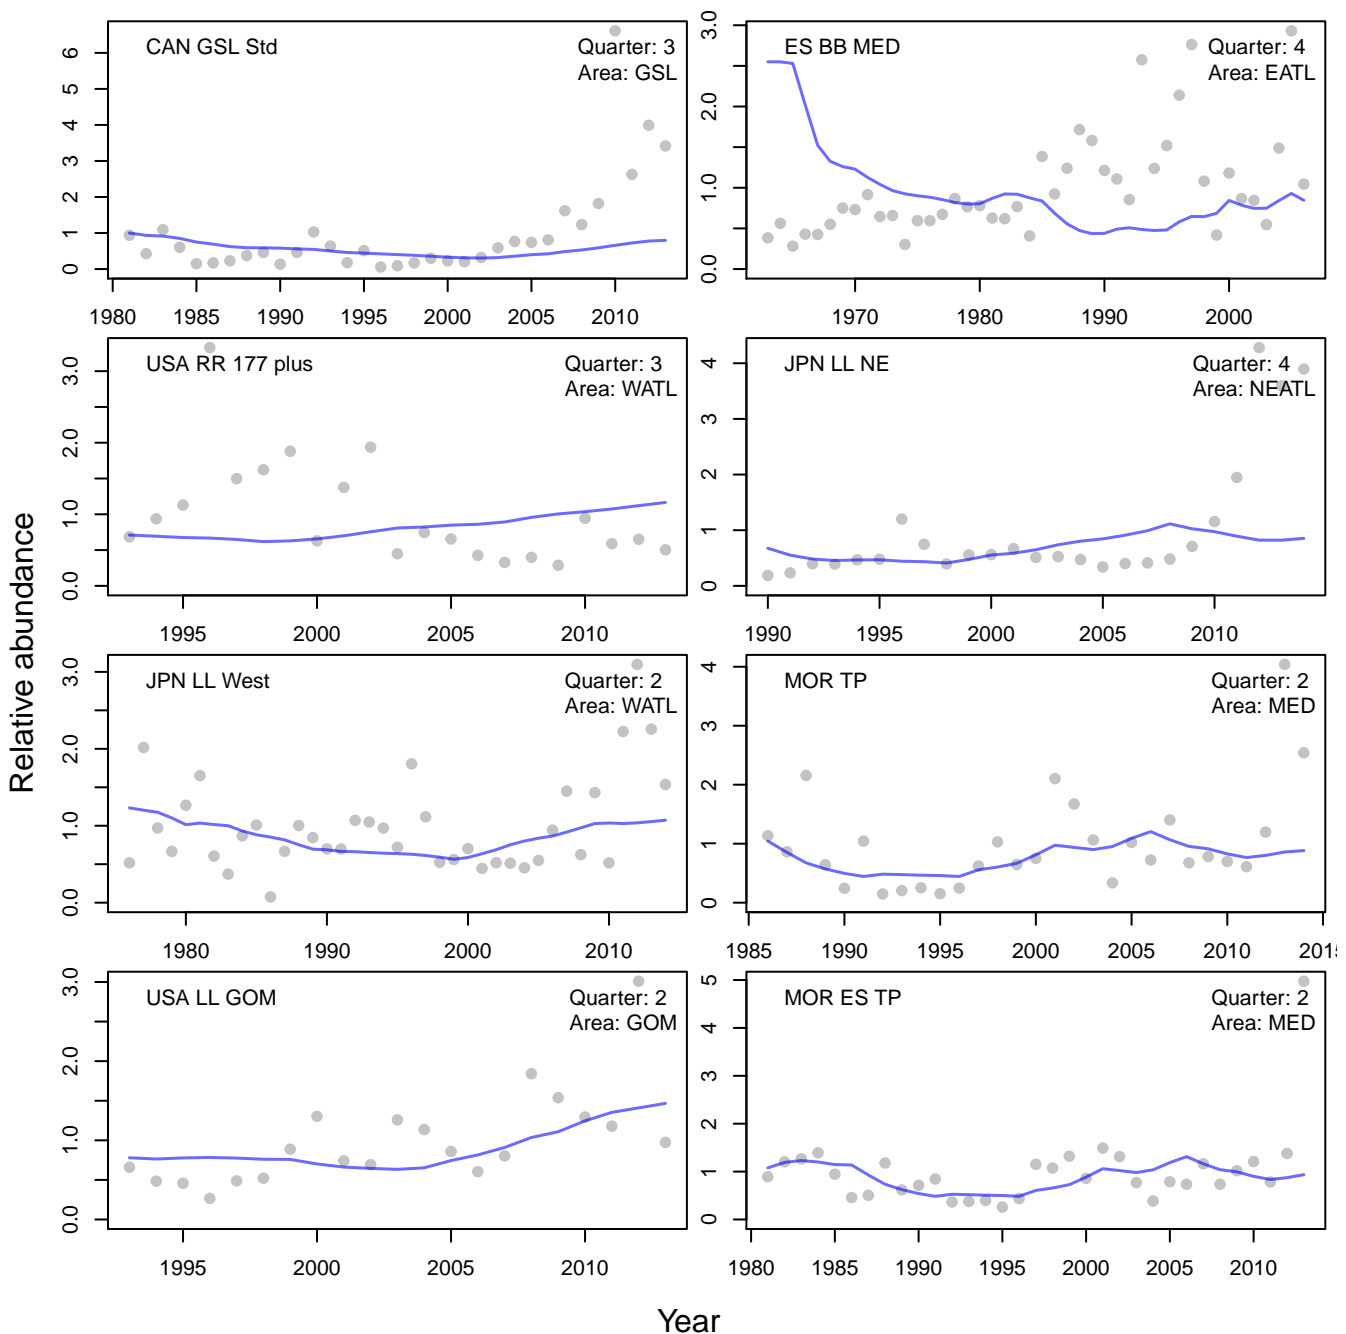 CAN GSL Std
Quarter: 3
Area: GSL
0 1 2 3 4 5 6
1980 1985 1990 1995 2000 2005 2010
ES BB MED
Quarter: 4
Area: EATL
0.0 1.0 2.0 3.0
1970 1980 1990 2000
USA RR 177 plus
Quarter: 3
Area: WATL
0.0 1.0 2.0 3.0
1995 2000 2005 2010
JPN LL NE
Quarter: 4
Area: NEATL
0 1 2 3 4
1990 1995 2000 2005 2010
JPN LL West
Quarter: 2
Area: WATL
0.0 1.0 2.0 3.0
1980 1990 2000 2010
MOR TP
Quarter: 2
Area: MED
0 1 2 3 4
1985 1990 1995 2000 2005 2010
USA LL GOM
Quarter: 2
Area: GOM
0.0 1.0 2.0 3.0
1995 2000 2005 2010
MOR ES TP
Quarter: 2
Area: MED
0 1 2 3 4 5
1980 1985 1990 1995 2000 2005 2010
Relative abundance
Year